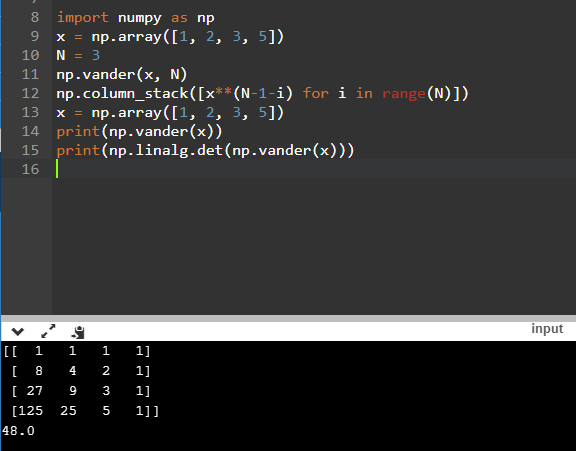 8 import numpy as np
9 x = np.array([1, 2, 3, 5])
10 N = 3
11 np.vander(x, N)
12 np.column_stack([x**(N-1-i) for i in range(N)])
13 x = np.array([1, 2, 3, 5])
14 print(np.vander(x))
15 print(np.linalg.det(np.vander(x)))
16
input
[[  1   1   1   1]
 [  8   4   2   1]
 [ 27   9   3   1]
 [125  25   5   1]]
48.0